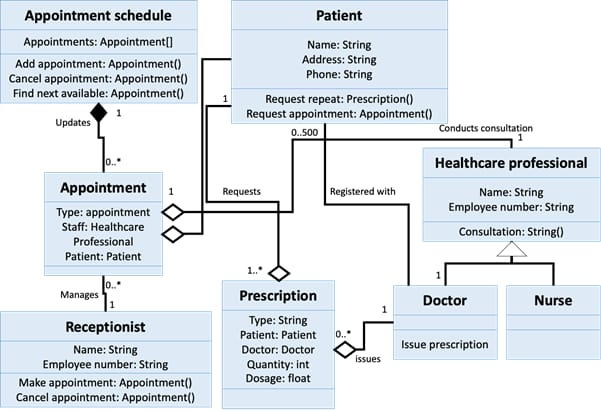 Appointment schedule
Appointments: Appointment[]
Add appointment: Appointment()
Cancel appointment: Appointment()
Find next available: Appointment()
Patient
Name: String
Address: String
Phone: String
Request repeat: Prescription()
Request appointment: Appointment()
1
Updates
0..*
1
0..500
Conducts consultation
1
Healthcare professional
Name: String
Employee number: String
Consultation: String()
Appointment
Type: appointment
Staff: Healthcare
Professional
Patient: Patient
1
Requests
Registered with
1..*
0..*
Manages
1
Receptionist
Name: String
Employee number: String
Make appointment: Appointment()
Cancel appointment: Appointment()
Prescription
Type: String
Patient: Patient
Doctor: Doctor
Quantity: int
Dosage: float
0..*
issues
1
1
Doctor
Issue prescription
Nurse